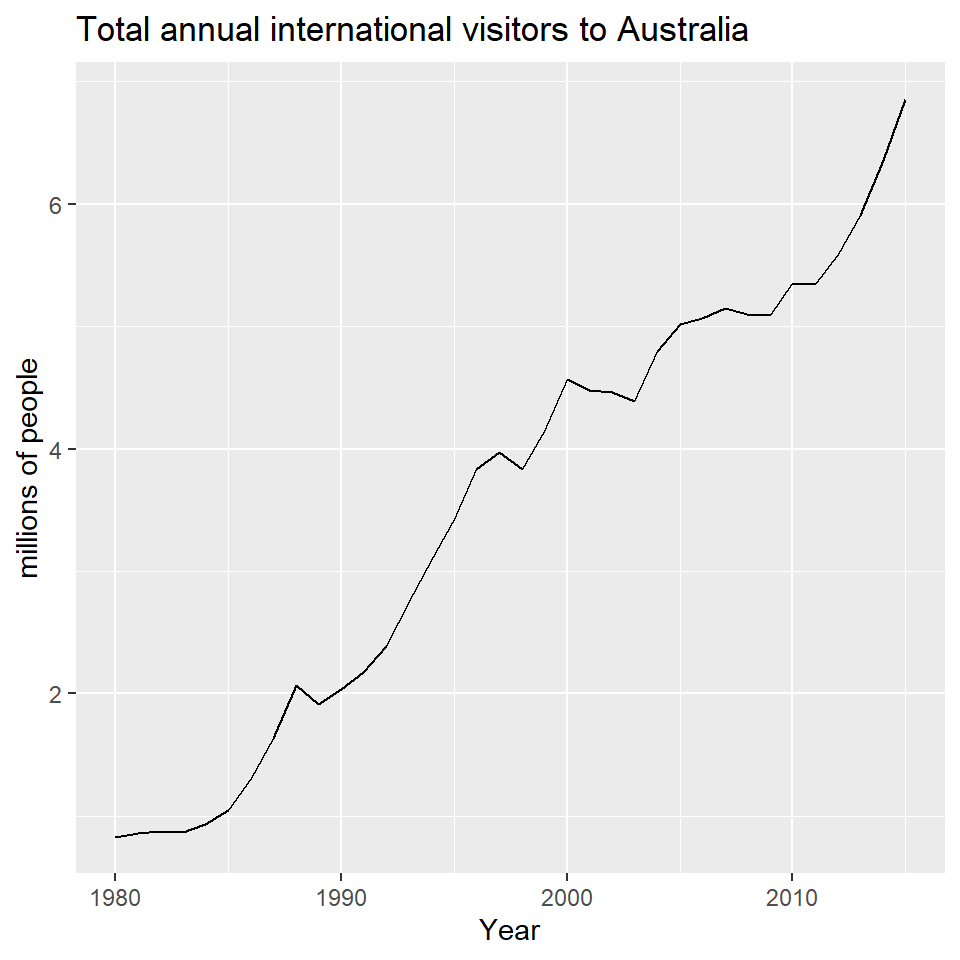 Total annual international visitors to Australia
millions of people
6
4
2
1980
1990
2000
2010
Year